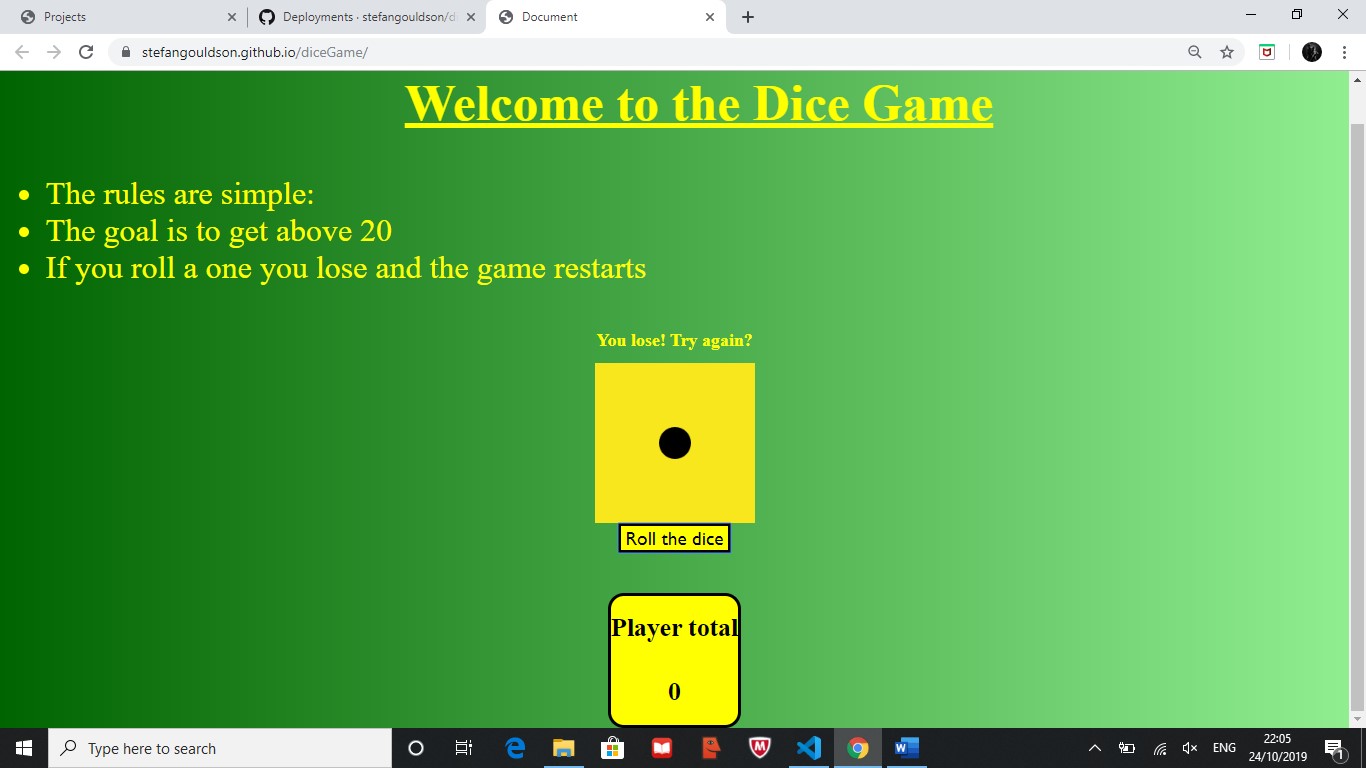 Projects
Deployments · stefangouldson/di
Document
stefangouldson.github.io/diceGame/
Welcome to the Dice Game
The rules are simple:
The goal is to get above 20
If you roll a one you lose and the game restarts
You lose! Try again?
Roll the dice
Player total
0
Type here to search
ENG
22:05
24/10/2019
1